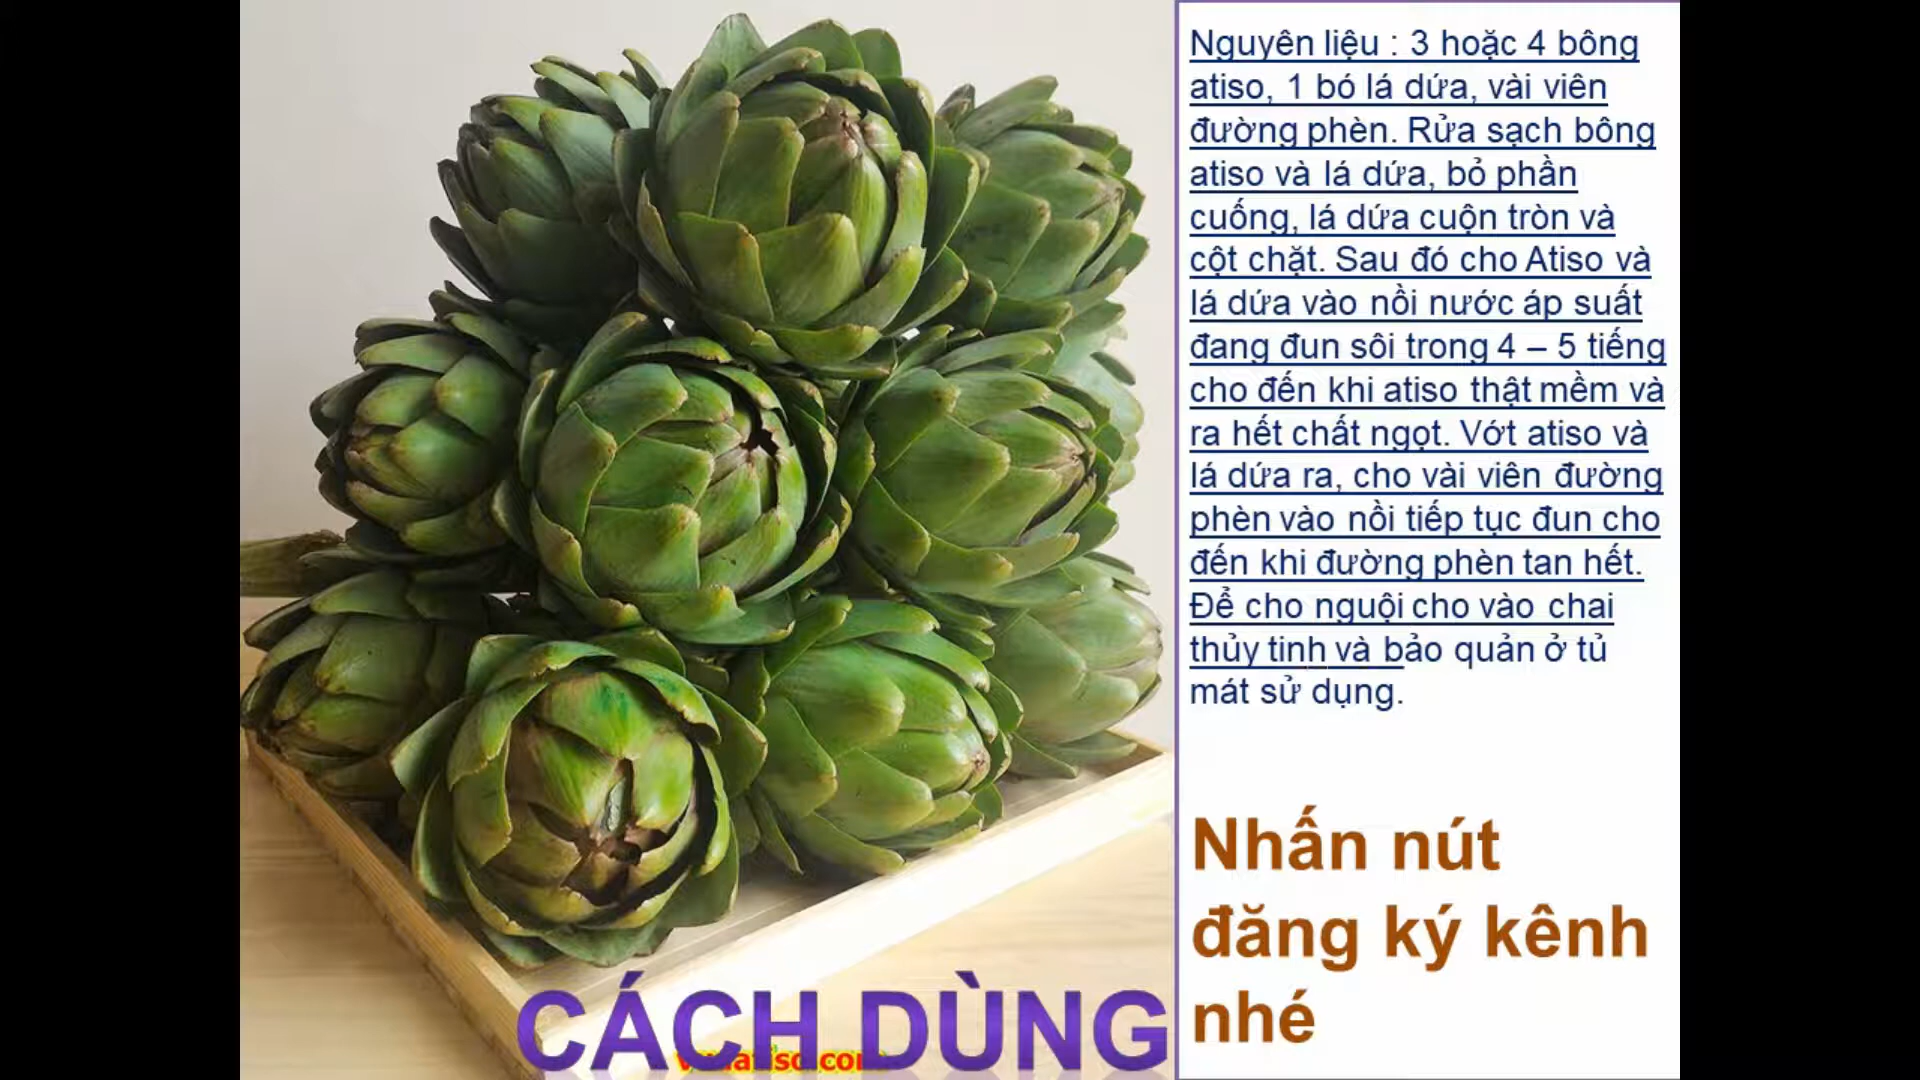 Nguyên liệu : 3 hoặc 4 bông
atiso, 1 bó lá dứa, vài viên
đường phèn. Rửa sạch bông
atiso và lá dứa, bỏ phần
cuống, lá dứa cuộn tròn và
cột chặt. Sau đó cho Atiso và
lá dứa vào nồi nước áp suất
đang đun sôi trong 4 – 5 tiếng
cho đến khi atiso thật mềm và
ra hết chất ngọt. Vớt atiso và
lá dứa ra, cho vài viên đường
phèn vào nồi tiếp tục đun cho
đến khi đường phèn tan hết.
Để cho nguội cho vào chai
thủy tinh và bảo quản ở tủ
mát sử dụng.
Nhấn nút
đăng ký kênh
nhé
CÁCH DÙNG